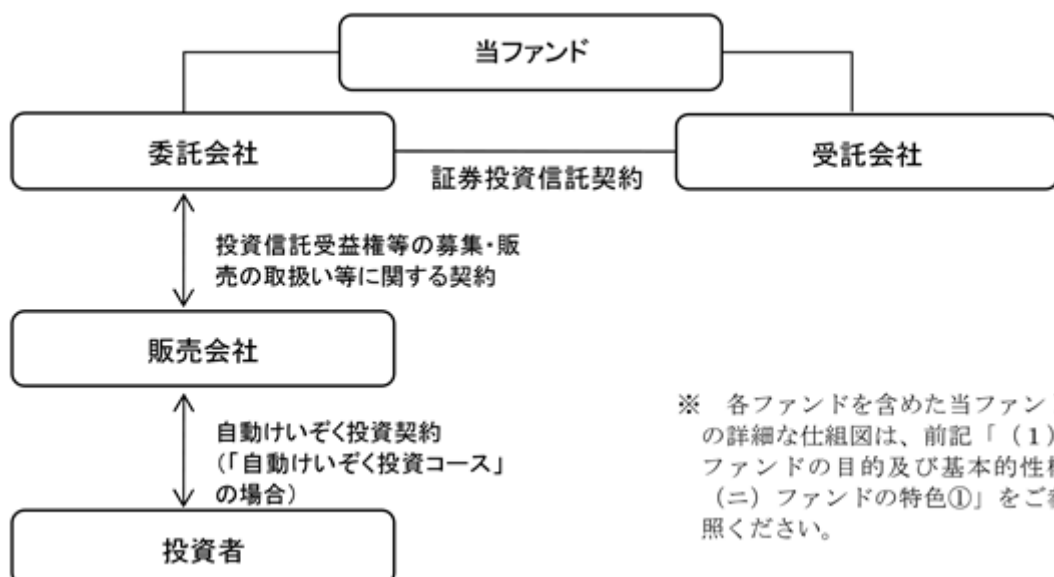 当ファンド
委託会社
受託会社
証券投資信託契約
投資信託受益権等の募集・販
売の取扱い等に関する契約
販売会社
自動けいぞく投資契約
(「自動けいぞく投資コース」
の場合)
投資者
※ 各ファンドを含めた当ファン
の詳細な仕組図は、前記「(1)
ファンドの目的及び基本的性
(ニ)ファンドの特色①」をご
照ください。